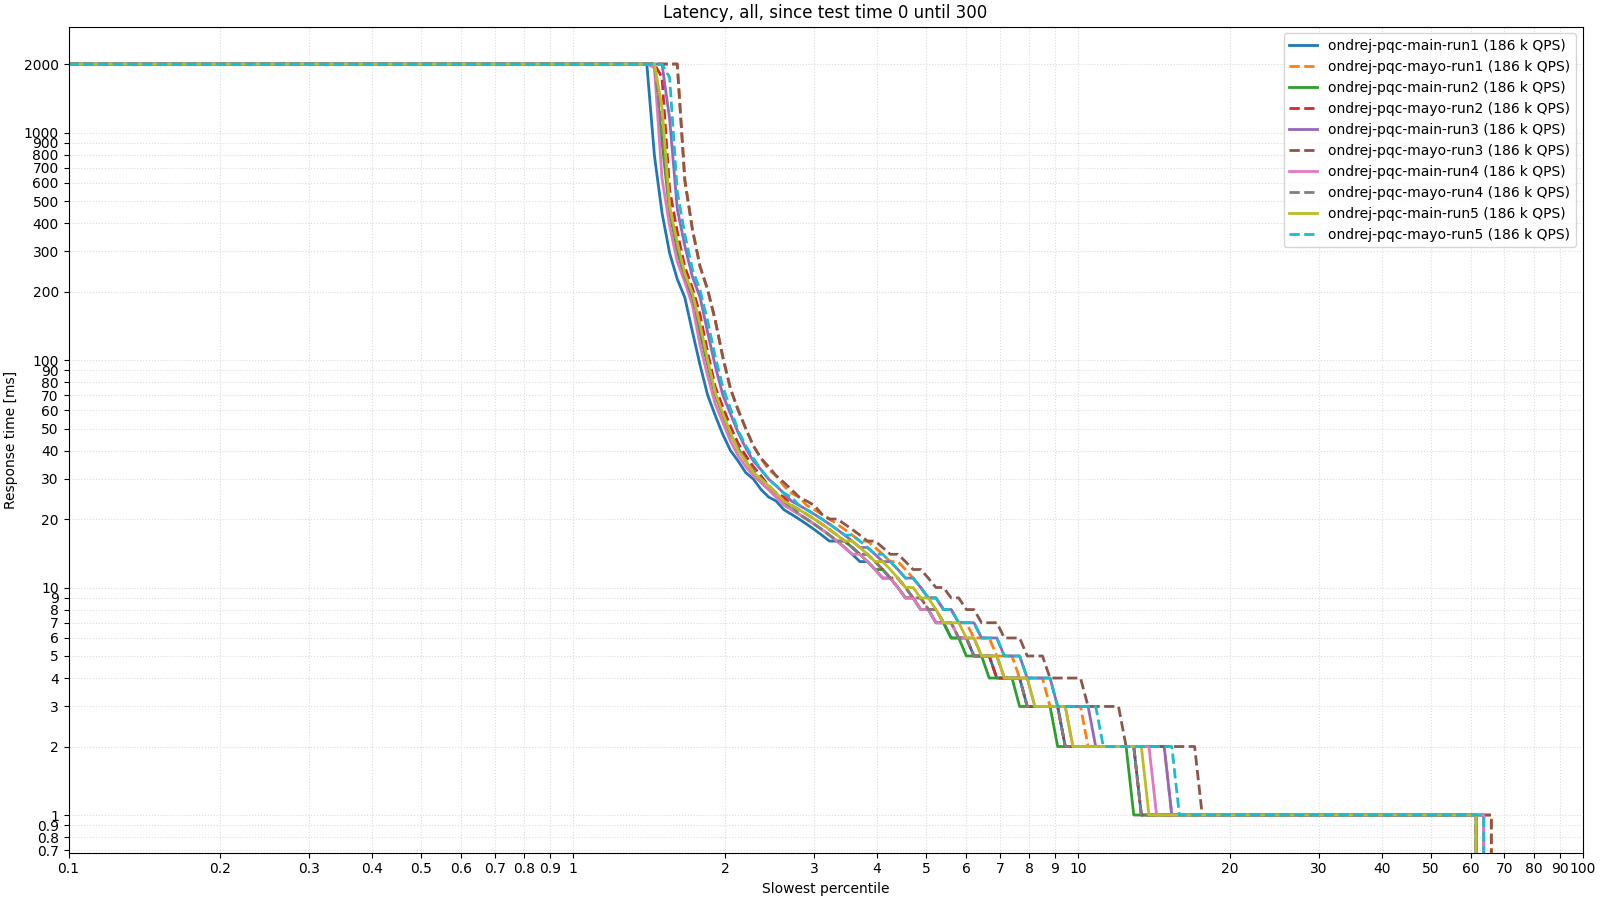 Latency, all, since test time 0 until 300
ondrej-pqc-main-run1 (186 k QPS)
ondrej-pqc-mayo-run1 (186 k QPS)
ondrej-pqc-main-run2 (186 k QPS)
ondrej-pqc-mayo-run2 (186 k QPS)
ondrej-pqc-main-run3 (186 k QPS)
ondrej-pqc-mayo-run3 (186 k QPS)
ondrej-pqc-main-run4 (186 k QPS)
ondrej-pqc-mayo-run4 (186 k QPS)
ondrej-pqc-main-run5 (186 k QPS)
ondrej-pqc-mayo-run5 (186 k QPS)
Response time [ms]
2000
1000
900
800
700
600
500
400
300
200
100
90
80
70
60
50
40
30
20
10
9
8
7
6
5
4
3
2
1
0.9
0.8
0.7
0.1 0.2 0.3 0.4 0.5 0.6 0.7 0.8 0.9 1 2 3 4 5 6 7 8 9 10 20 30 40 50 60 70 80 90 100
Slowest percentile